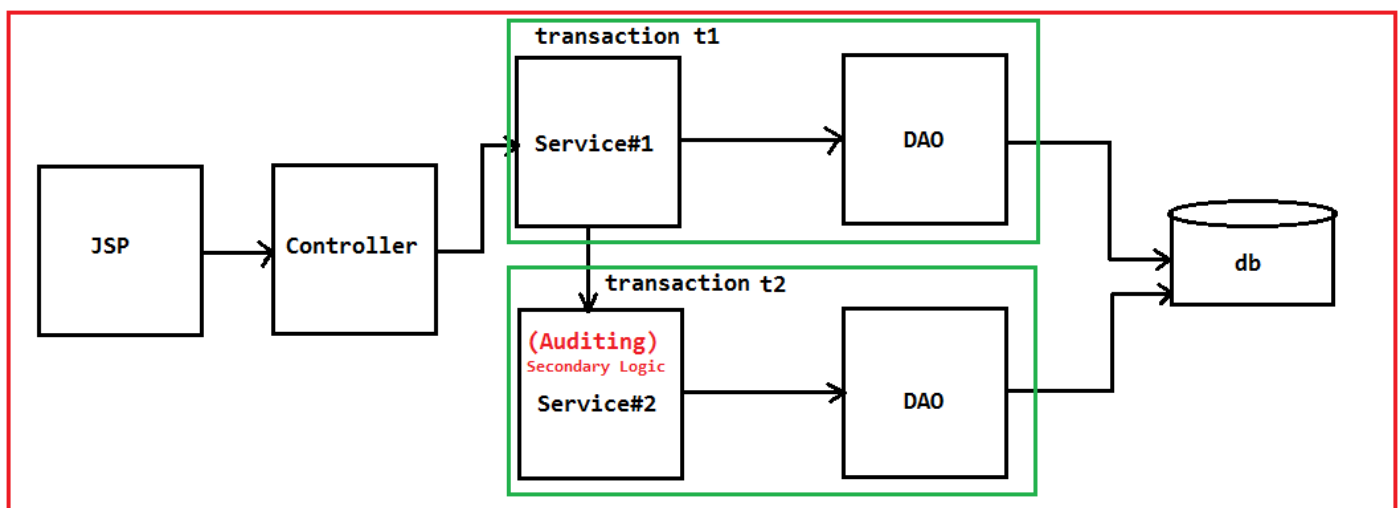 transaction t1
Service#1
DAO
JSP
Controller
db
transaction t2
(Auditing)
Secondary Logic
Service#2
DAO